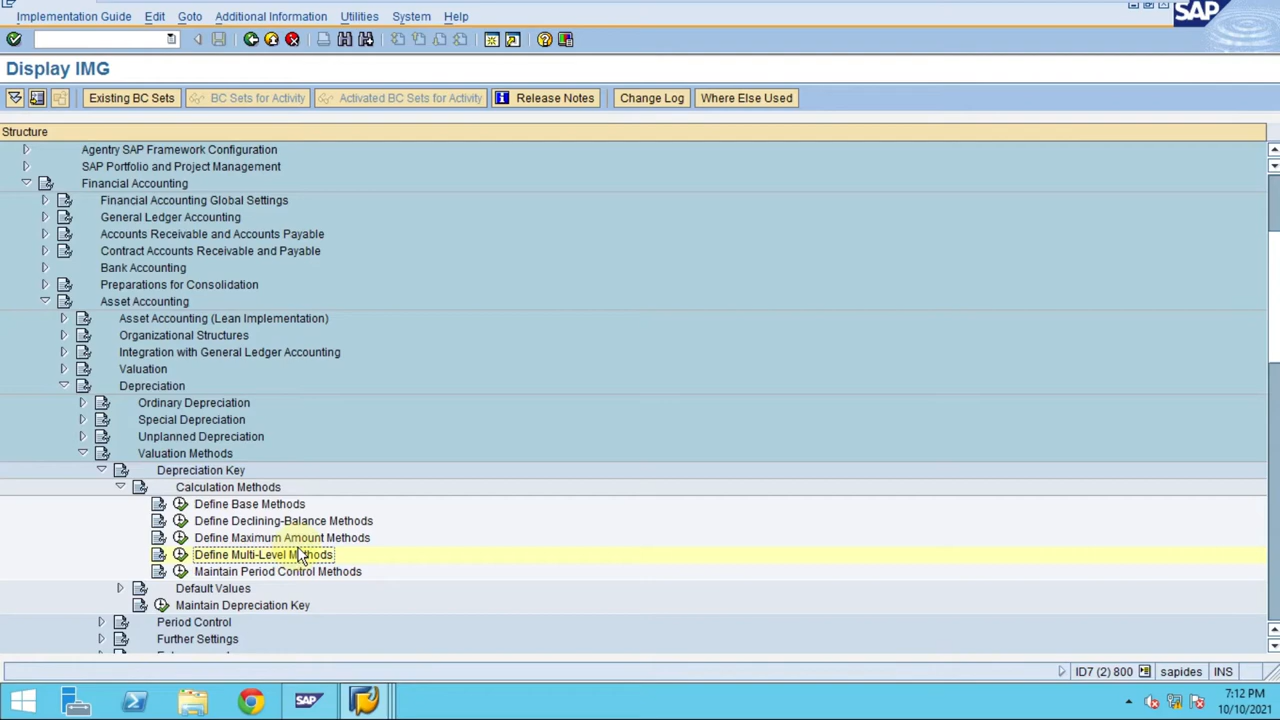 Implementation Guide Edit Goto Additional Information Utilities System Help
SAP
Display IMG
Existing BC Sets BC Sets for Activity Activated BC Sets for Activity Release Notes Change Log Where Else Used
Structure
Agentry SAP Framework Configuration
SAP Portfolio and Project Management
Financial Accounting
Financial Accounting Global Settings
General Ledger Accounting
Accounts Receivable and Accounts Payable
Contract Accounts Receivable and Payable
Bank Accounting
Preparations for Consolidation
Asset Accounting
Asset Accounting (Lean Implementation)
Organizational Structures
Integration with General Ledger Accounting
Valuation
Depreciation
Ordinary Depreciation
Special Depreciation
Unplanned Depreciation
Valuation Methods
Depreciation Key
Calculation Methods
Define Base Methods
Define Declining-Balance Methods
Define Maximum Amount Methods
Define Multi-Level Methods
Maintain Period Control Methods
Default Values
Maintain Depreciation Key
Period Control
Further Settings
ID7 (2) 800 sapides INS
SAP
7:12 PM
10/10/2021